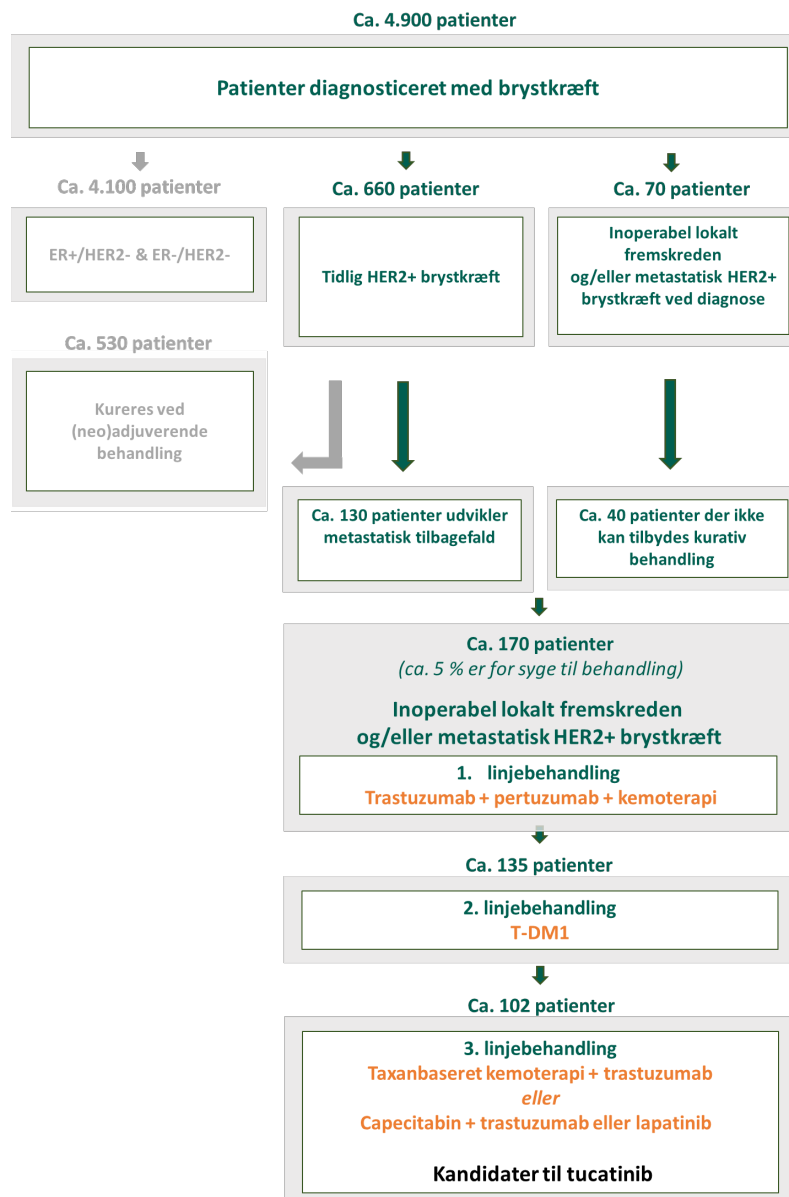 Ca. 4.900 patienter
Patienter diagnosticeret med brystkræft
Ca. 4.100 patienter
ER+/HER2- & ER-/HER2-
Ca. 660 patienter
Tidlig HER2+ brystkræft
Ca. 70 patienter
Inoperabel lokalt
fremskreden
og/eller metastatisk HER2+
brystkræft ved diagnose
Ca. 530 patienter
Kureres ved
(neo)adjuverende
behandling
Ca. 130 patienter udvikler
metastatisk tilbagefald
Ca. 40 patienter der ikke
kan tilbydes kurativ
behandling
Ca. 170 patienter
(ca. 5 % er for syge til behandling)
Inoperabel lokalt fremskreden
og/eller metastatisk HER2+ brystkræft
1. linjebehandling
Trastuzumab + pertuzumab + kemoterapi
Ca. 135 patienter
2. linjebehandling
T-DM1
Ca. 102 patienter
3. linjebehandling
Taxanbaseret kemoterapi + trastuzumab
eller
Capecitabin + trastuzumab eller lapatinib
Kandidater til tucatinib